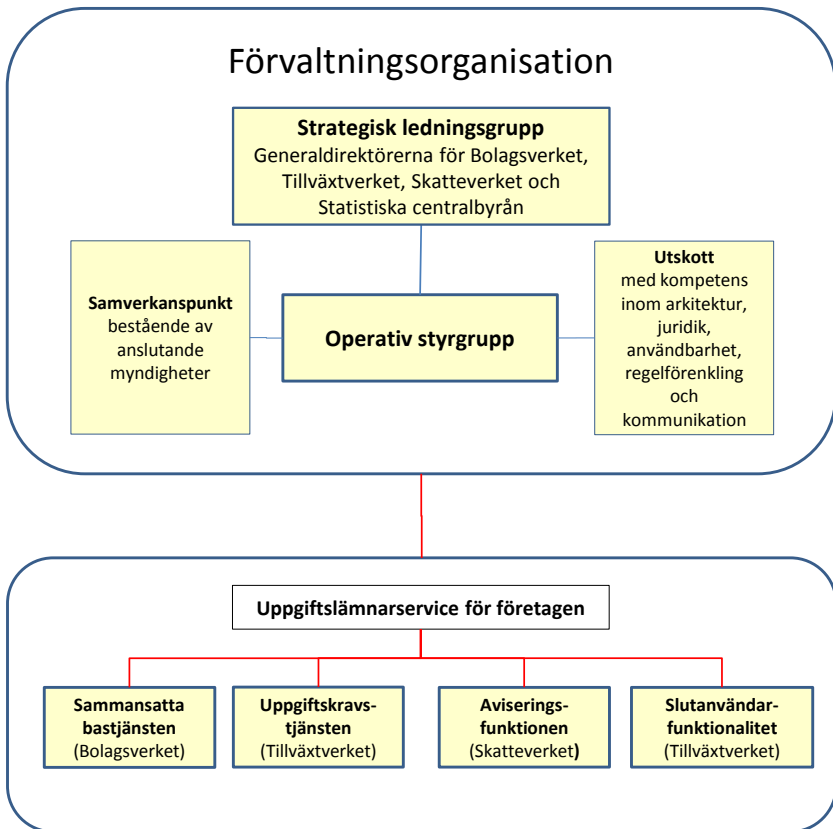 Förvaltningsorganisation
Strategisk ledningsgrupp
Generaldirektörerna för Bolagsverket,
Tillväxtverket, Skatteverket och
Statistiska centralbyrån
Samverkanspunkt
bestående av
anslutande
myndigheter
Operativ styrgrupp
Utskott
med kompetens
inom arkitektur,
juridik,
användbarhet,
regelförenkling
och
kommunikation
Uppgiftslämnarservice för företagen
Sammansatta
bastjänsten
(Bolagsverket)
Uppgiftskravs-
tjänsten
(Tillväxtverket)
Aviserings-
funktionen
(Skatteverket)
Slutanvändar-
funktionalitet
(Tillväxtverket)